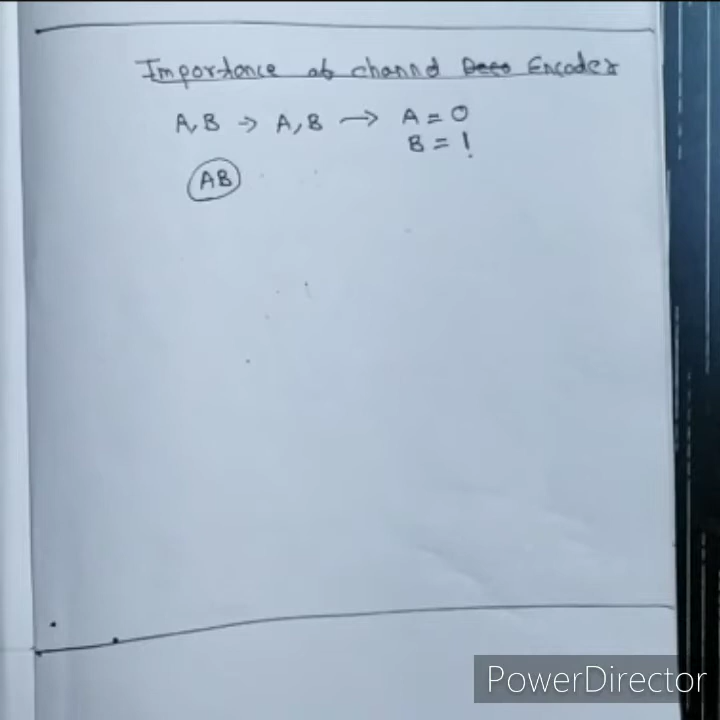 Importance of channel Deco Encoder
A, B → A, B → A = 0
B = 1
AB
PowerDirector